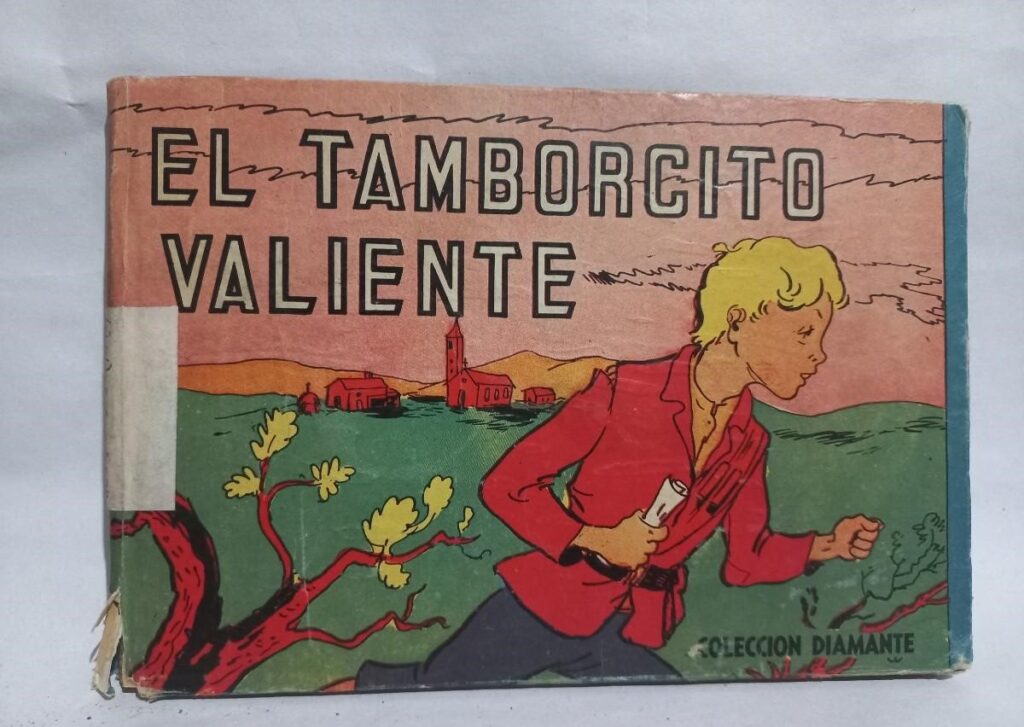 EL TAMBORCITO
VALIENTE
COLECCION DIAMANTE